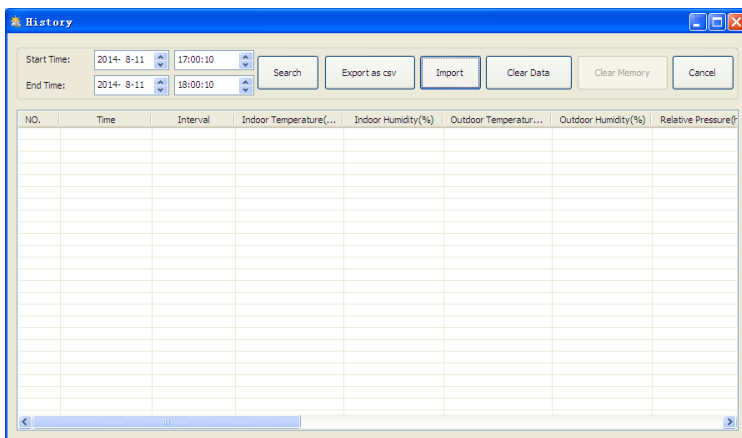 History
Start Time: 2014- 8-11 17:00:10
End Time: 2014- 8-11 18:00:10
Search Export as csv Import Clear Data Clear Memory Cancel
NO. Time Interval Indoor Temperature(... Indoor Humidity(%) Outdoor Temperatur... Outdoor Humidity(%) Relative Pressure(h